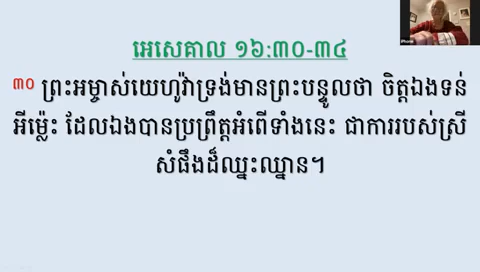 អេសេគាល ១៦:៣០-៣៤
៣០ ព្រះអម្ចាស់យេហូវ៉ាទ្រង់មានព្រះបន្ទូលថា ចិត្តឯងទន់
អីម៉្លេះ ដែលឯងបានប្រព្រឹត្តអំពើទាំងនេះ ជាការរបស់ស្រី
សំផឹងដ៏ឈ្នះឈ្នាន។